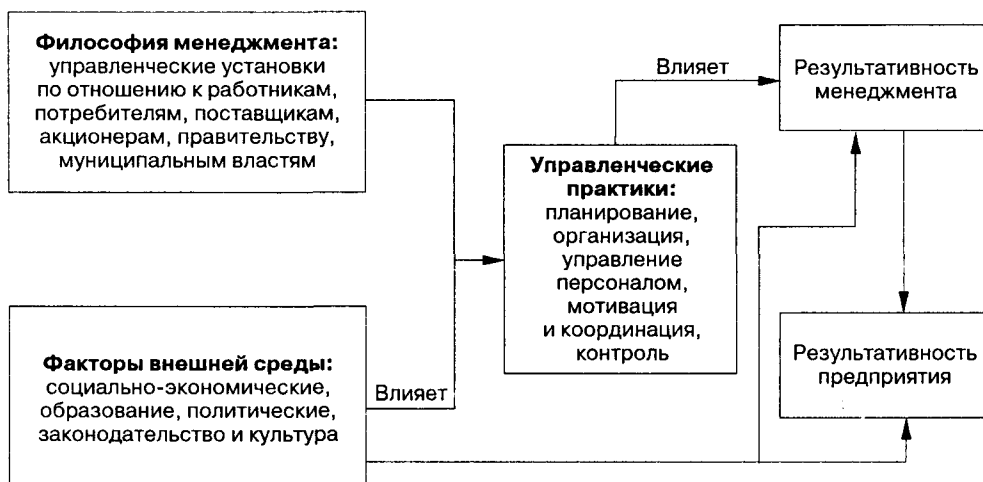 Философия менеджмента:
управленческие установки
по отношению к работникам,
потребителям, поставщикам,
акционерам, правительству,
муниципальным властям
Факторы внешней среды:
социально-экономические,
образование, политические,
законодательство и культура
Влияет
Управленческие
практики:
планирование,
организация,
управление
персоналом,
мотивация
и координация,
контроль
Влияет
Результативность
менеджмента
Результативность
предприятия